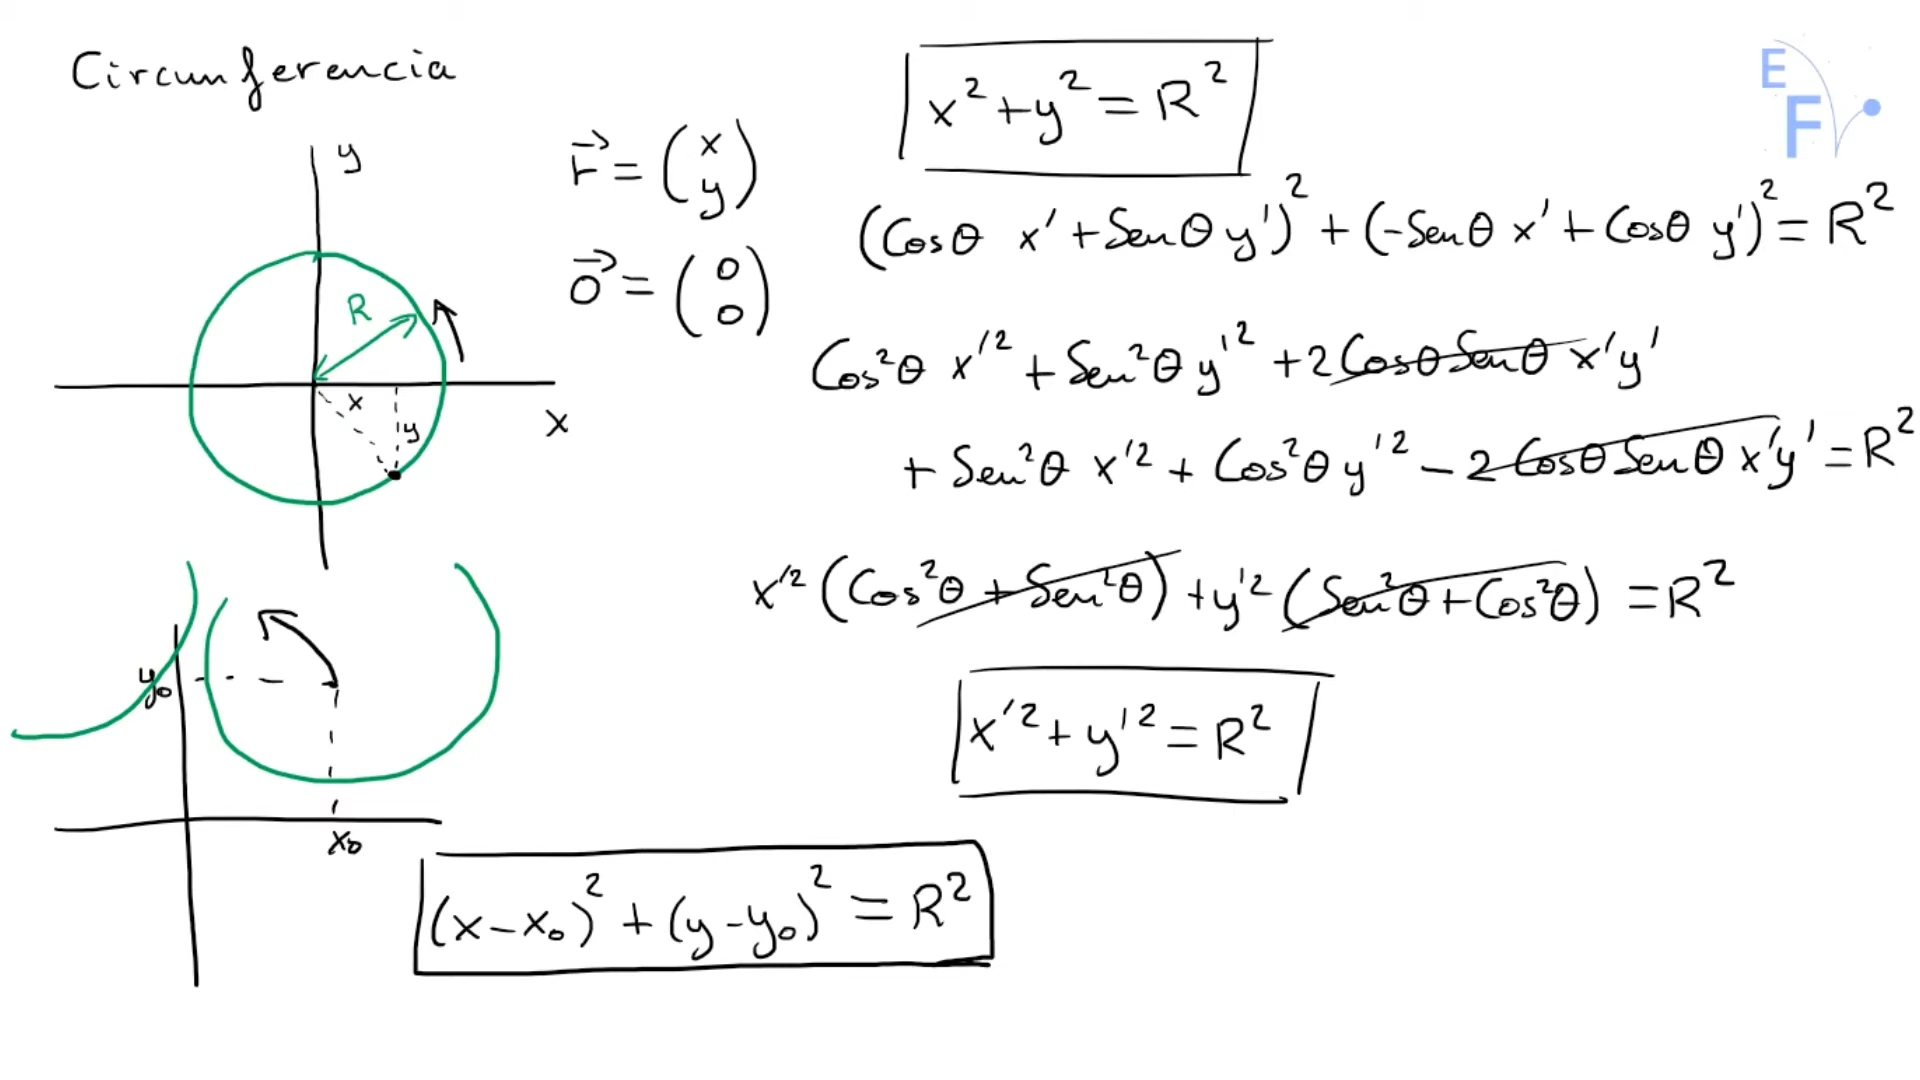 Circunferencia
y
R
x
y
x
y₀
x₀
r⃗ = (x y)
o⃗ = (0 0)
x² + y² = R²
(Cosθ x' + Senθ y')² + (-Senθ x' + Cosθ y')² = R²
Cos²θ x'² + Sen²θ y'² + 2 Cosθ Senθ x'y'
+ Sen²θ x'² + Cos²θ y'² - 2 Cosθ Senθ x'y' = R²
x'² (Cos²θ + Sen²θ) + y'² (Sen²θ + Cos²θ) = R²
x'² + y'² = R²
(x - x₀)² + (y - y₀)² = R²
E
F